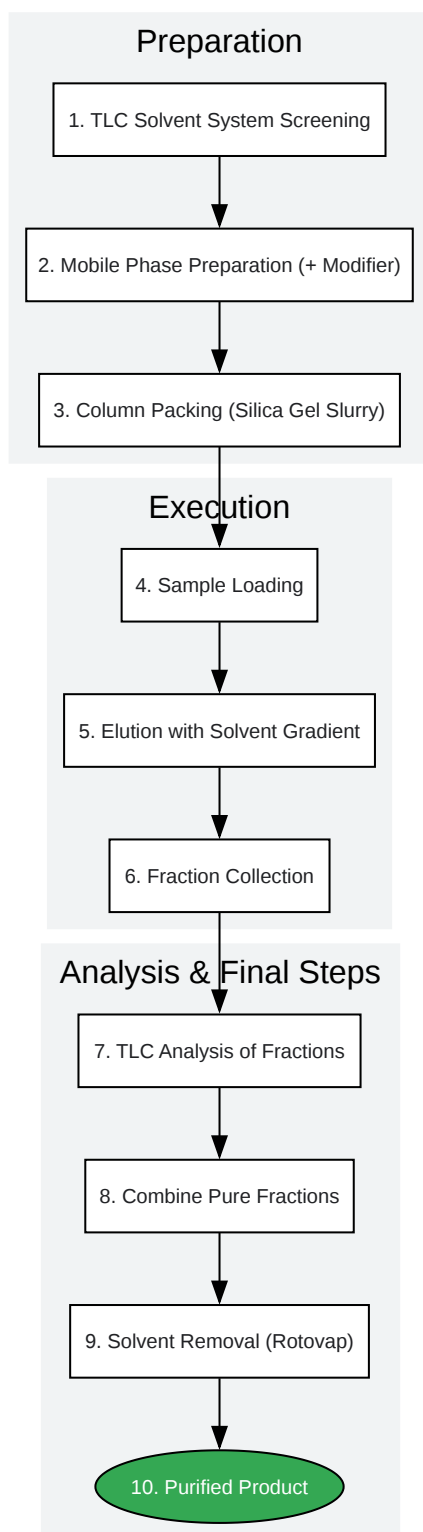 Preparation
1. TLC Solvent System Screening
2. Mobile Phase Preparation (+ Modifier)
3. Column Packing (Silica Gel Slurry)
Execution
4. Sample Loading
5. Elution with Solvent Gradient
6. Fraction Collection
Analysis & Final Steps
7. TLC Analysis of Fractions
8. Combine Pure Fractions
9. Solvent Removal (Rotovap)
10. Purified Product